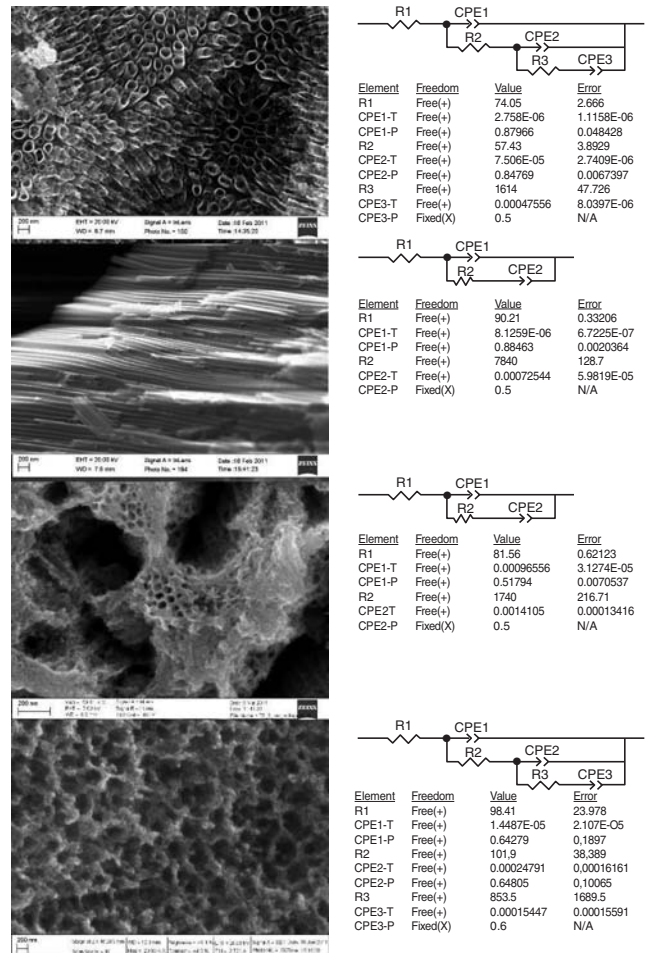 R1 CPE1
R2 CPE2
R3 CPE3
Element Freedom Value Error
R1 Free(+) 74.05 2.666
CPE1-T Free(+) 2.758E-06 1.1158E-06
CPE1-P Free(+) 0.87966 0.048428
R2 Free(+) 57.43 3.8929
CPE2-T Free(+) 7.506E-05 2.7409E-06
CPE2-P Free(+) 0.84769 0.0067397
R3 Free(+) 1614 47.726
CPE3-T Free(+) 0.00047556 8.0397E-06
CPE3-P Fixed(X) 0.5 N/A
200 nm EHT = 20.00 kV Signal A = InLens Date :18 Feb 2011
WD = 8.7 mm Photo No. = 150 Time :14:35:20
ZEISS
R1 CPE1
R2 CPE2
Element Freedom Value Error
R1 Free(+) 90.21 0.33206
CPE1-T Free(+) 8.1259E-06 6.7225E-07
CPE1-P Free(+) 0.88463 0.0020364
R2 Free(+) 7840 128.7
CPE2-T Free(+) 0.00072544 5.9819E-05
CPE2-P Fixed(X) 0.5 N/A
200 nm EHT = 20.00 kV Signal A = InLens Date :18 Feb 2011
WD = 7.8 mm Photo No. = 184 Time :15:41:23
ZEISS
R1 CPE1
R2 CPE2
Element Freedom Value Error
R1 Free(+) 81.56 0.62123
CPE1-T Free(+) 0.00096556 3.1274E-05
CPE1-P Free(+) 0.51794 0.0070537
R2 Free(+) 1740 216.71
CPE2T Free(+) 0.0014105 0.00013416
CPE2-P Fixed(X) 0.5 N/A
200 nm
ZEISS
R1 CPE1
R2 CPE2
R3 CPE3
Element Freedom Value Error
R1 Free(+) 98.41 23.978
CPE1-T Free(+) 1.4487E-05 2.107E-O5
CPE1-P Free(+) 0.64279 0,1897
R2 Free(+) 101,9 38,389
CPE2-T Free(+) 0.00024791 0,00016161
CPE2-P Free(+) 0.64805 0,10065
R3 Free(+) 853.5 1689.5
CPE3-T Free(+) 0.00015447 0.00015591
CPE3-P Fixed(X) 0.6 N/A
200 nm